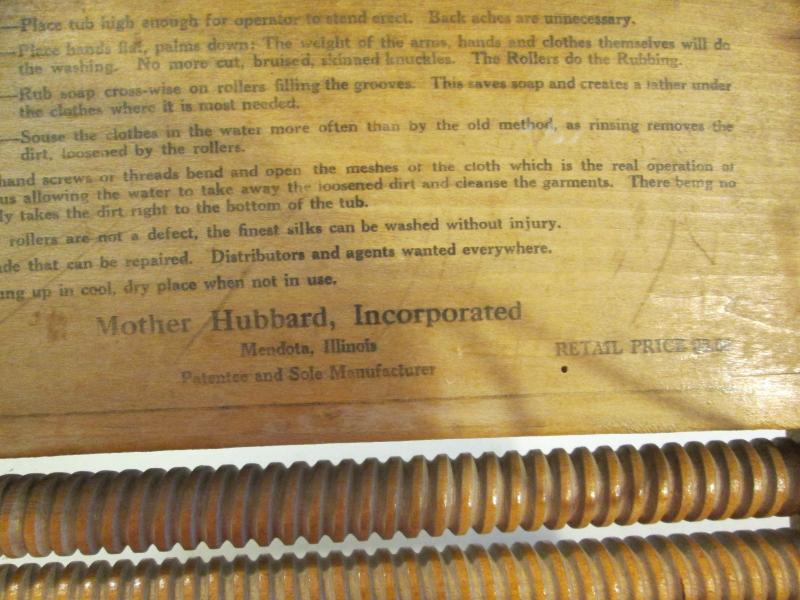 —Place tub high enough for operator to stand erect. Back aches are unnecessary.
—Place hands flat, palms down: The weight of the arms, hands and clothes themselves will do
the washing. No more cut, bruised, skinned knuckles. The Rollers do the Rubbing.
—Rub soap cross-wise on rollers filling the grooves. This saves soap and creates a lather under
the clothes where it is most needed.
—Souse the clothes in the water more often than by the old method, as rinsing removes the
dirt, loosened by the rollers.
hand screws or threads bend and open the meshes of the cloth which is the real operation of
us allowing the water to take away the loosened dirt and cleanse the garments. There being no
ly takes the dirt right to the bottom of the tub.
rollers are not a defect, the finest silks can be washed without injury.
de that can be repaired. Distributors and agents wanted everywhere.
ang up in cool, dry place when not in use.
Mother Hubbard, Incorporated
Mendota, Illinois
RETAIL PRICE
Patentee and Sole Manufacturer